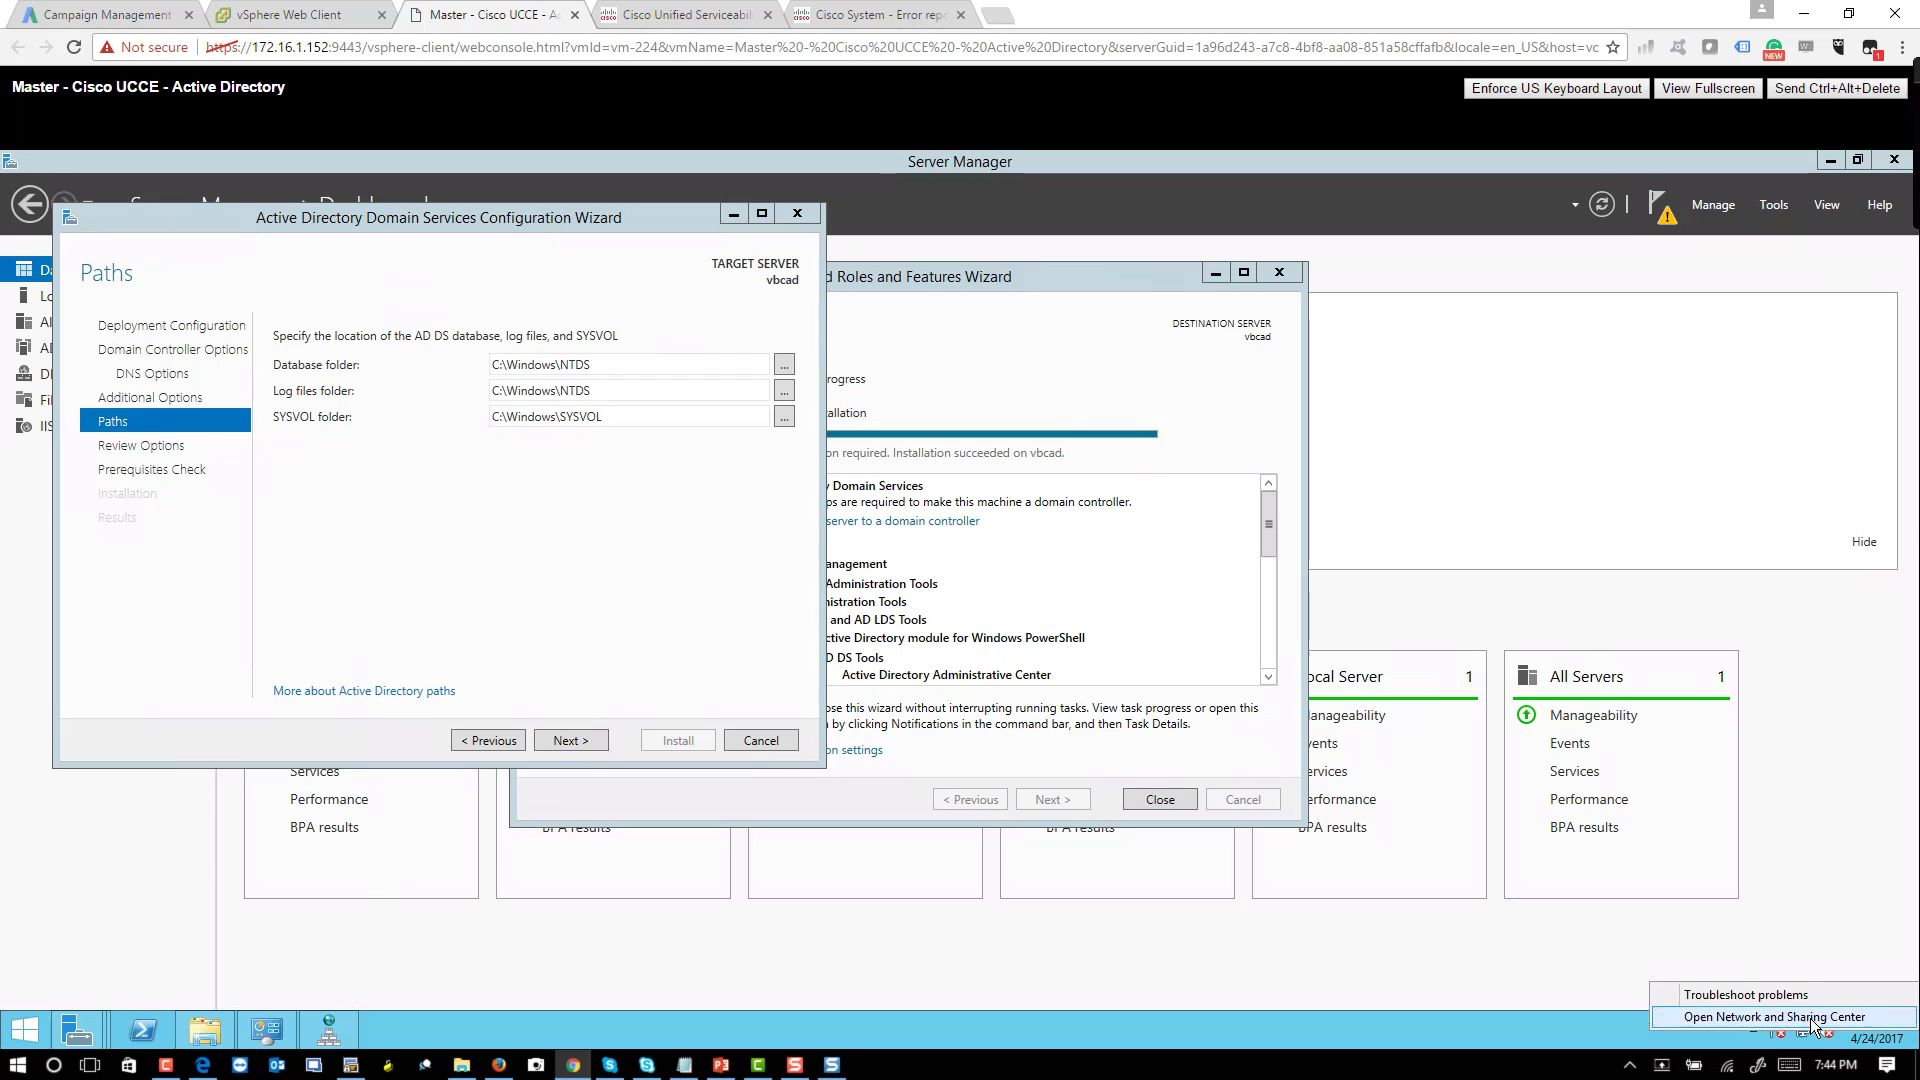 Campaign Management
vSphere Web Client
Master - Cisco UCCE - A
Cisco Unified Serviceabil
Cisco System - Error repo
Not secure
https://172.16.1.152:9443/vsphere-client/webconsole.html?vmId=vm-224&vmName=Master%20-%20Cisco%20UCCE%20-%20Active%20Directory&serverGuid=1a96d243-a7c8-4bf8-aa08-851a58cffafb&locale=en_US&host=vc
NEW
1
Master - Cisco UCCE - Active Directory
Enforce US Keyboard Layout
View Fullscreen
Send Ctrl+Alt+Delete
Server Manager
Manage
Tools
View
Help
Active Directory Domain Services Configuration Wizard
Paths
TARGET SERVER
vbcad
Deployment Configuration
Domain Controller Options
DNS Options
Additional Options
Paths
Review Options
Prerequisites Check
Installation
Results
Specify the location of the AD DS database, log files, and SYSVOL
Database folder:
C:\Windows\NTDS
...
Log files folder:
C:\Windows\NTDS
...
SYSVOL folder:
C:\Windows\SYSVOL
...
More about Active Directory paths
< Previous
Next >
Install
Cancel
d Roles and Features Wizard
DESTINATION SERVER
vbcad
rogress
allation
on required. Installation succeeded on vbcad.
y Domain Services
ps are required to make this machine a domain controller.
server to a domain controller
anagement
Administration Tools
nistration Tools
and AD LDS Tools
ctive Directory module for Windows PowerShell
D DS Tools
Active Directory Administrative Center
ose this wizard without interrupting running tasks. View task progress or open this
by clicking Notifications in the command bar, and then Task Details.
on settings
< Previous
Next >
Close
Cancel
Hide
Services
Performance
BPA results
BPA results
BPA results
ocal Server 1
anageability
vents
ervices
erformance
BPA results
All Servers 1
Manageability
Events
Services
Performance
BPA results
Troubleshoot problems
Open Network and Sharing Center
4/24/2017
7:44 PM